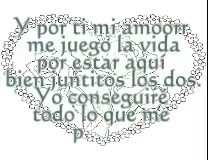 Y por ti mi amoorr
me juego la vida
por estar aquí
bien juntitos los dos.
Yo conseguiré
todo lo que me
p...